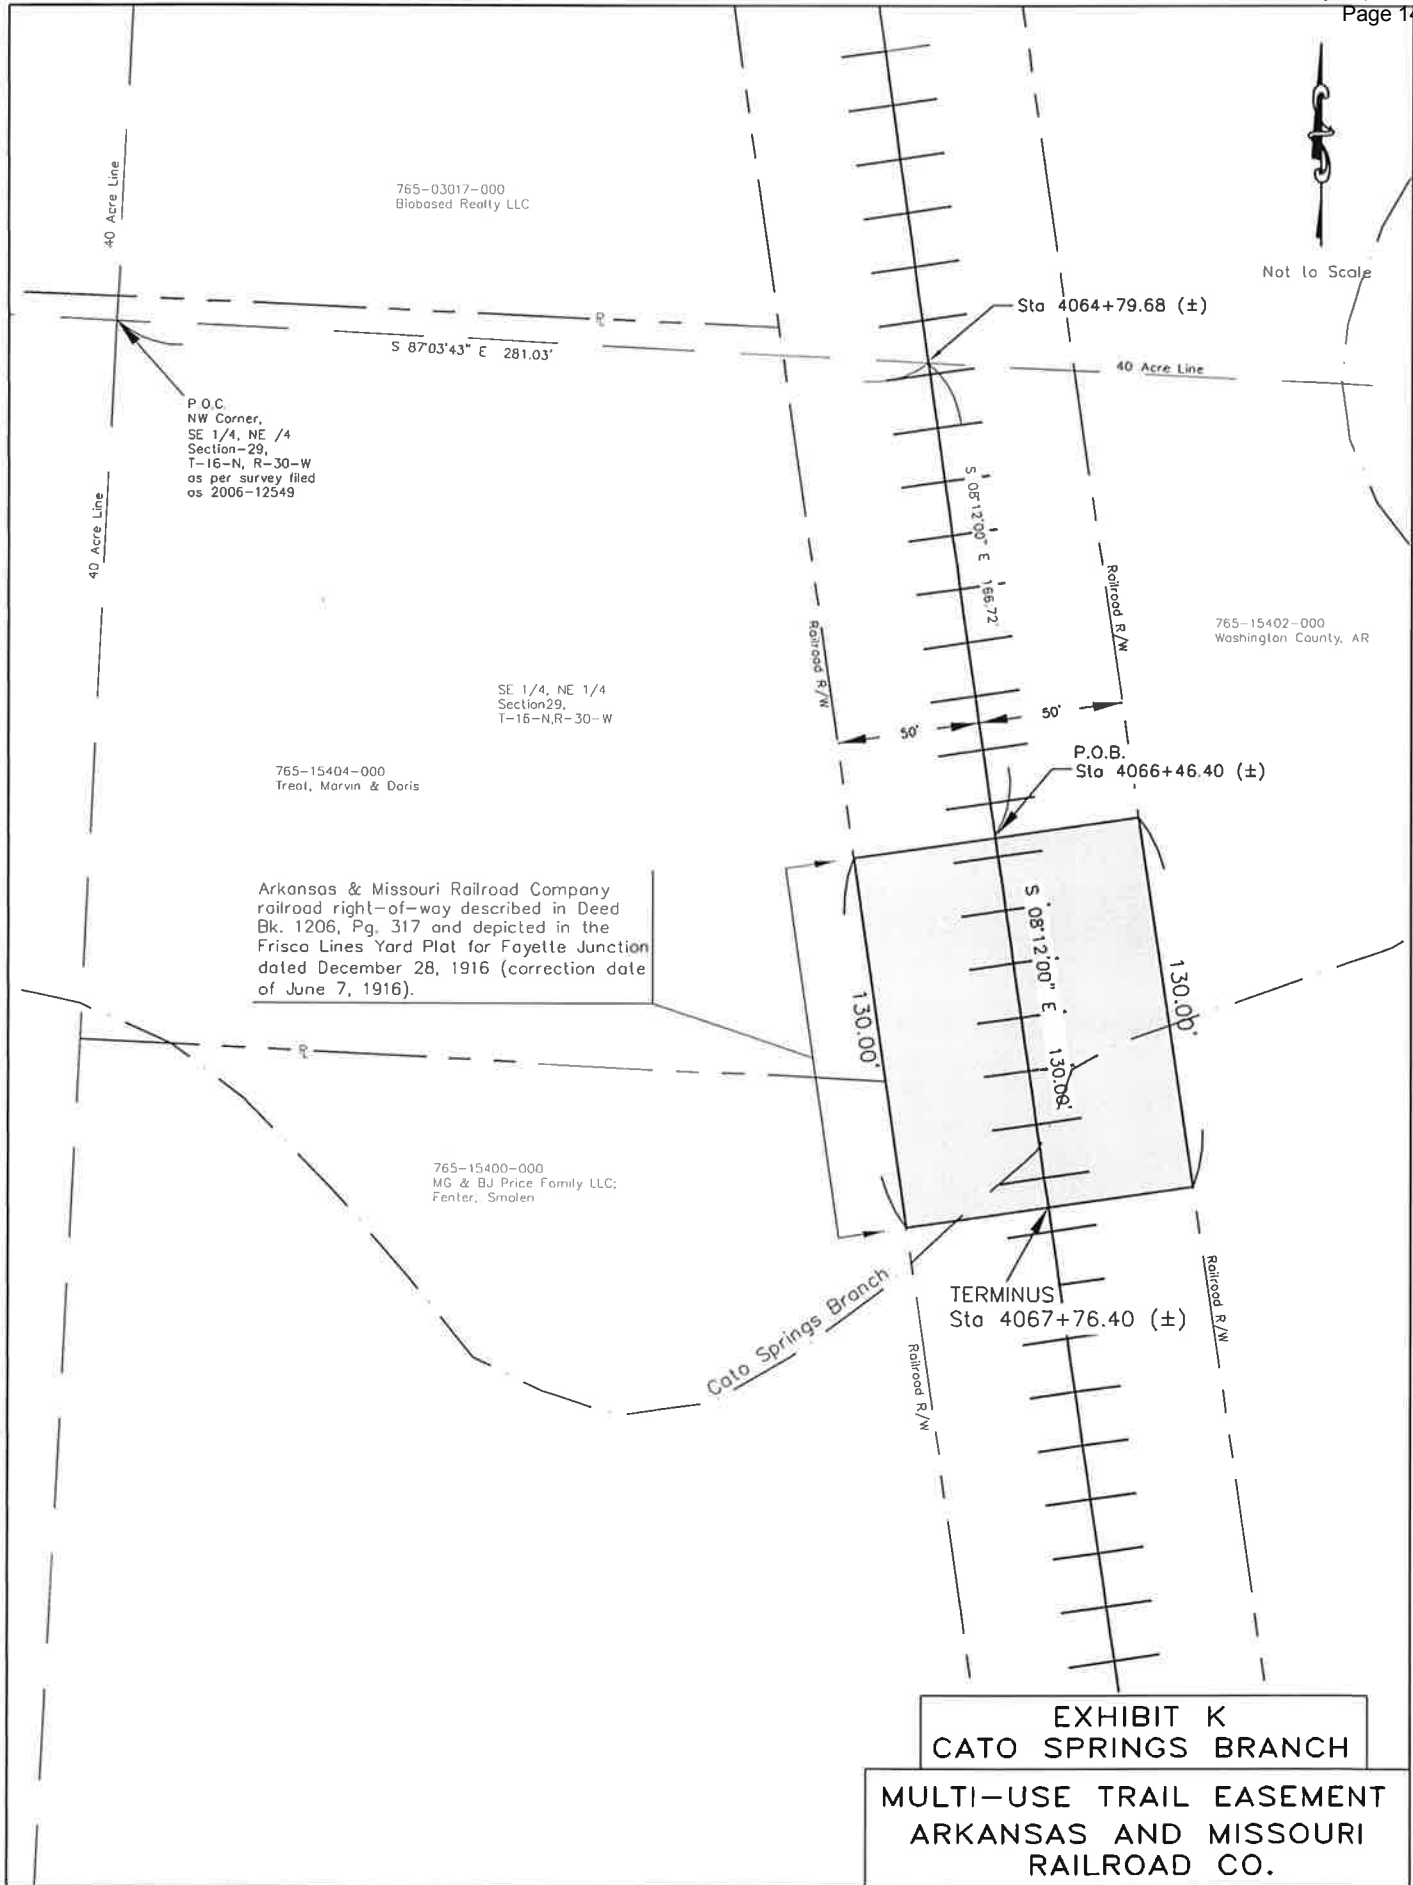 Page 14
40 Acre Line
765-03017-000
Biobased Realty LLC
Not to Scale
Sta 4064+79.68 (±)
S 87°03'43" E 281.03'
40 Acre Line
P.O.C.
NW Corner,
SE 1/4, NE /4
Section-29,
T-16-N, R-30-W
as per survey filed
as 2006-12549
40 Acre Line
S 08°12'00" E 166.72'
Railroad R/W
Railroad R/W
765-15402-000
Washington County, AR
SE 1/4, NE 1/4
Section29,
T-16-N,R-30-W
50'
50'
P.O.B.
Sta 4066+46.40 (±)
765-15404-000
Treat, Marvin & Doris
Arkansas & Missouri Railroad Company
railroad right-of-way described in Deed
Bk. 1206, Pg. 317 and depicted in the
Frisco Lines Yard Plat for Fayette Junction
dated December 28, 1916 (correction date
of June 7, 1916).
S 08°12'00" E 130.00'
130.00'
130.00'
765-15400-000
MG & BJ Price Family LLC;
Fenter, Smolen
Cato Springs Branch
TERMINUS
Sta 4067+76.40 (±)
Railroad R/W
Railroad R/W
EXHIBIT K
CATO SPRINGS BRANCH
MULTI-USE TRAIL EASEMENT
ARKANSAS AND MISSOURI
RAILROAD CO.